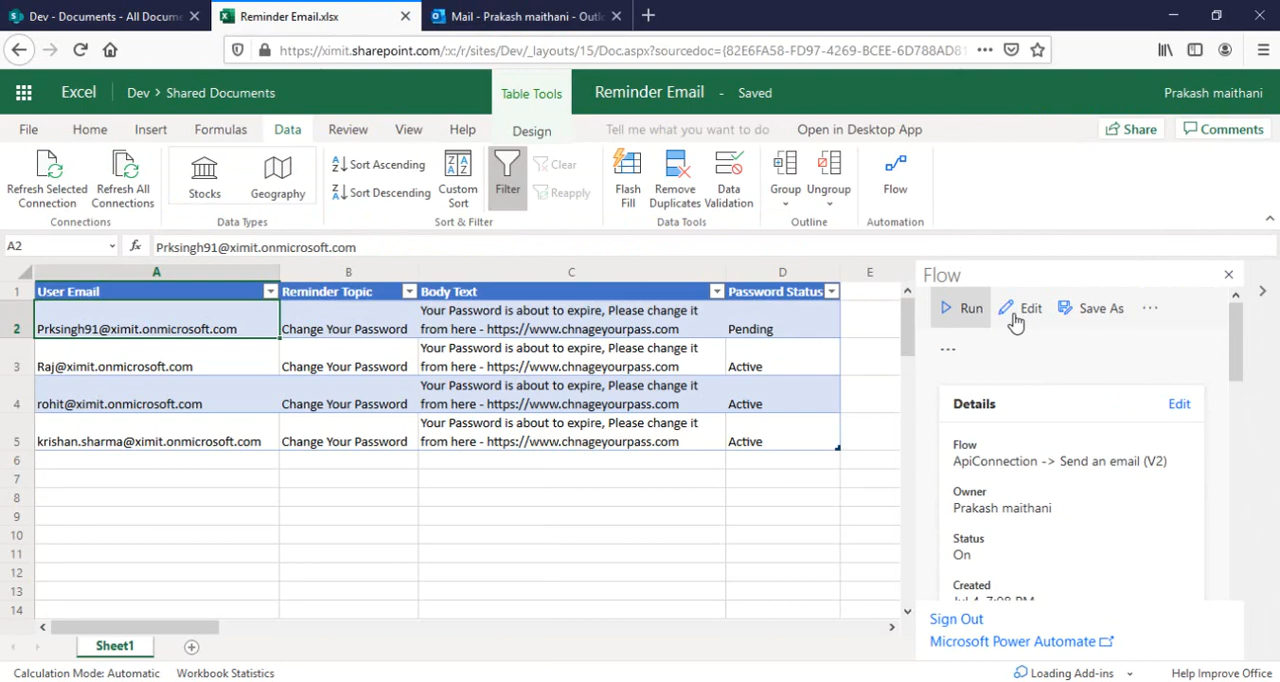 Dev - Documents - All Docume
Reminder Email.xlsx
Mail - Prakash maithani - Outlo
https://ximit.sharepoint.com/:x:/r/sites/Dev/_layouts/15/Doc.aspx?sourcedoc={82E6FA58-FD97-4269-BCEE-6D788AD81
Excel
Dev > Shared Documents
Table Tools
Reminder Email - Saved
Prakash maithani
File
Home
Insert
Formulas
Data
Review
View
Help
Design
Tell me what you want to do
Open in Desktop App
Share
Comments
Refresh Selected
Connection
Refresh All
Connections
Connections
Stocks
Geography
Data Types
Sort Ascending
Sort Descending
Custom
Sort
Filter
Clear
Reapply
Sort & Filter
Flash
Fill
Remove
Duplicates
Data
Validation
Data Tools
Group
Ungroup
Outline
Flow
Automation
A2
fx
Prksingh91@ximit.onmicrosoft.com
A B C D E
1 User Email Reminder Topic Body Text Password Status
Your Password is about to expire, Please change it
2 Prksingh91@ximit.onmicrosoft.com Change Your Password from here - https://www.chnageyourpass.com Pending
Your Password is about to expire, Please change it
3 Raj@ximit.onmicrosoft.com Change Your Password from here - https://www.chnageyourpass.com Active
Your Password is about to expire, Please change it
4 rohit@ximit.onmicrosoft.com Change Your Password from here - https://www.chnageyourpass.com Active
Your Password is about to expire, Please change it
5 krishan.sharma@ximit.onmicrosoft.com Change Your Password from here - https://www.chnageyourpass.com Active
6
7
8
9
10
11
12
13
14
Flow
Run
Edit
Save As
Details
Edit
Flow
ApiConnection -> Send an email (V2)
Owner
Prakash maithani
Status
On
Created
Jul 4, 7:08 PM
Sign Out
Microsoft Power Automate
Sheet1
Calculation Mode: Automatic
Workbook Statistics
Loading Add-ins
Help Improve Office